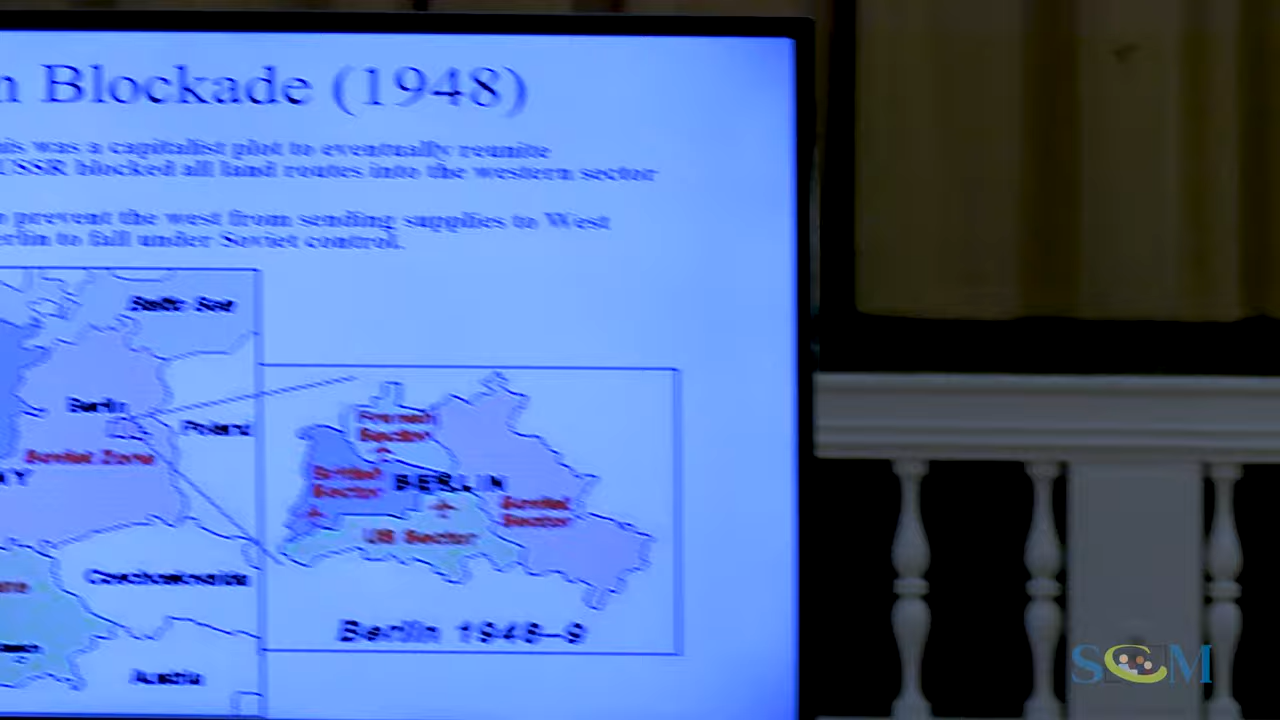 n Blockade (1948)
his was a capitalist plot to eventually reunite
USSR blocked all land routes into the western sector
o prevent the west from sending supplies to West
erlin to fall under Soviet control.
Baltic Sea
Berlin
Poland
Soviet Zone
AY
Czechoslovakia
Austria
French
Sector
British
Sector
BERLIN
Soviet
Sector
US Sector
Berlin 1948-9
SCM